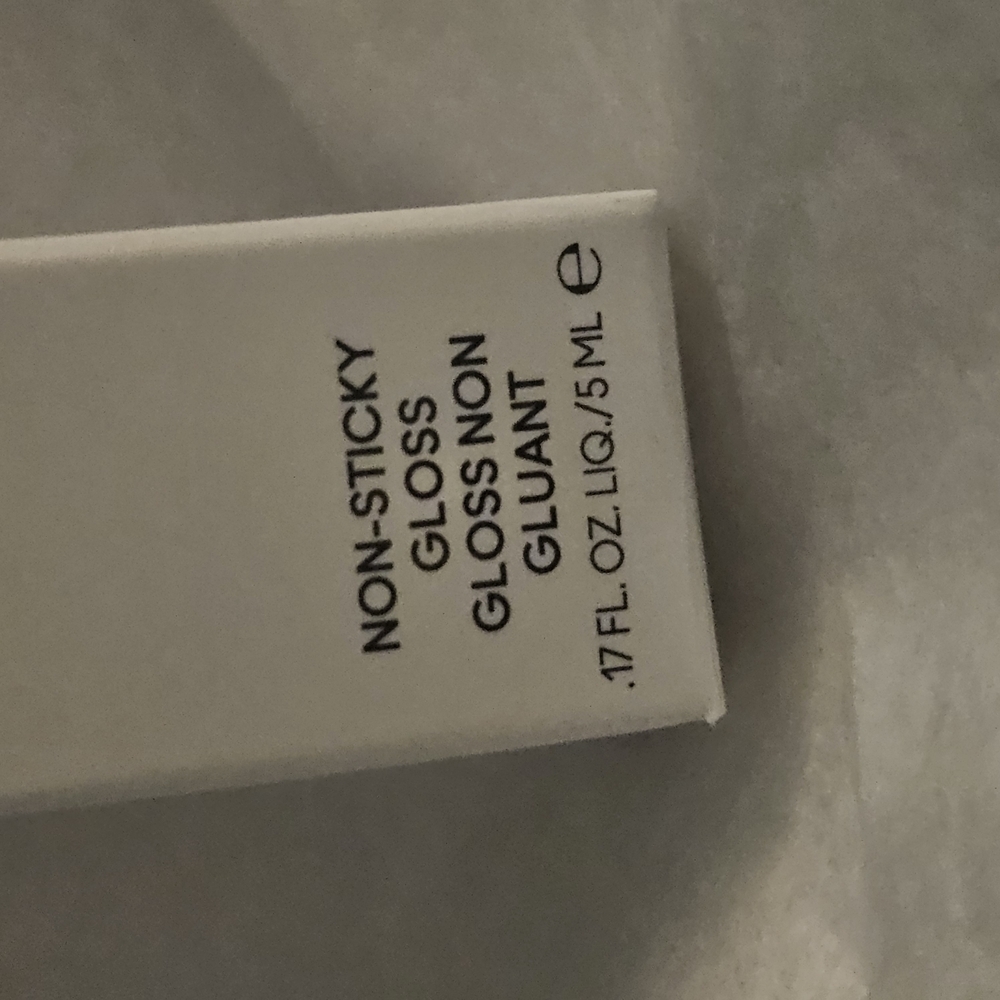 NON-STICKY
GLOSS
GLOSS NON
GLUANT
.17 FL. OZ. LIQ./5 ML ℮